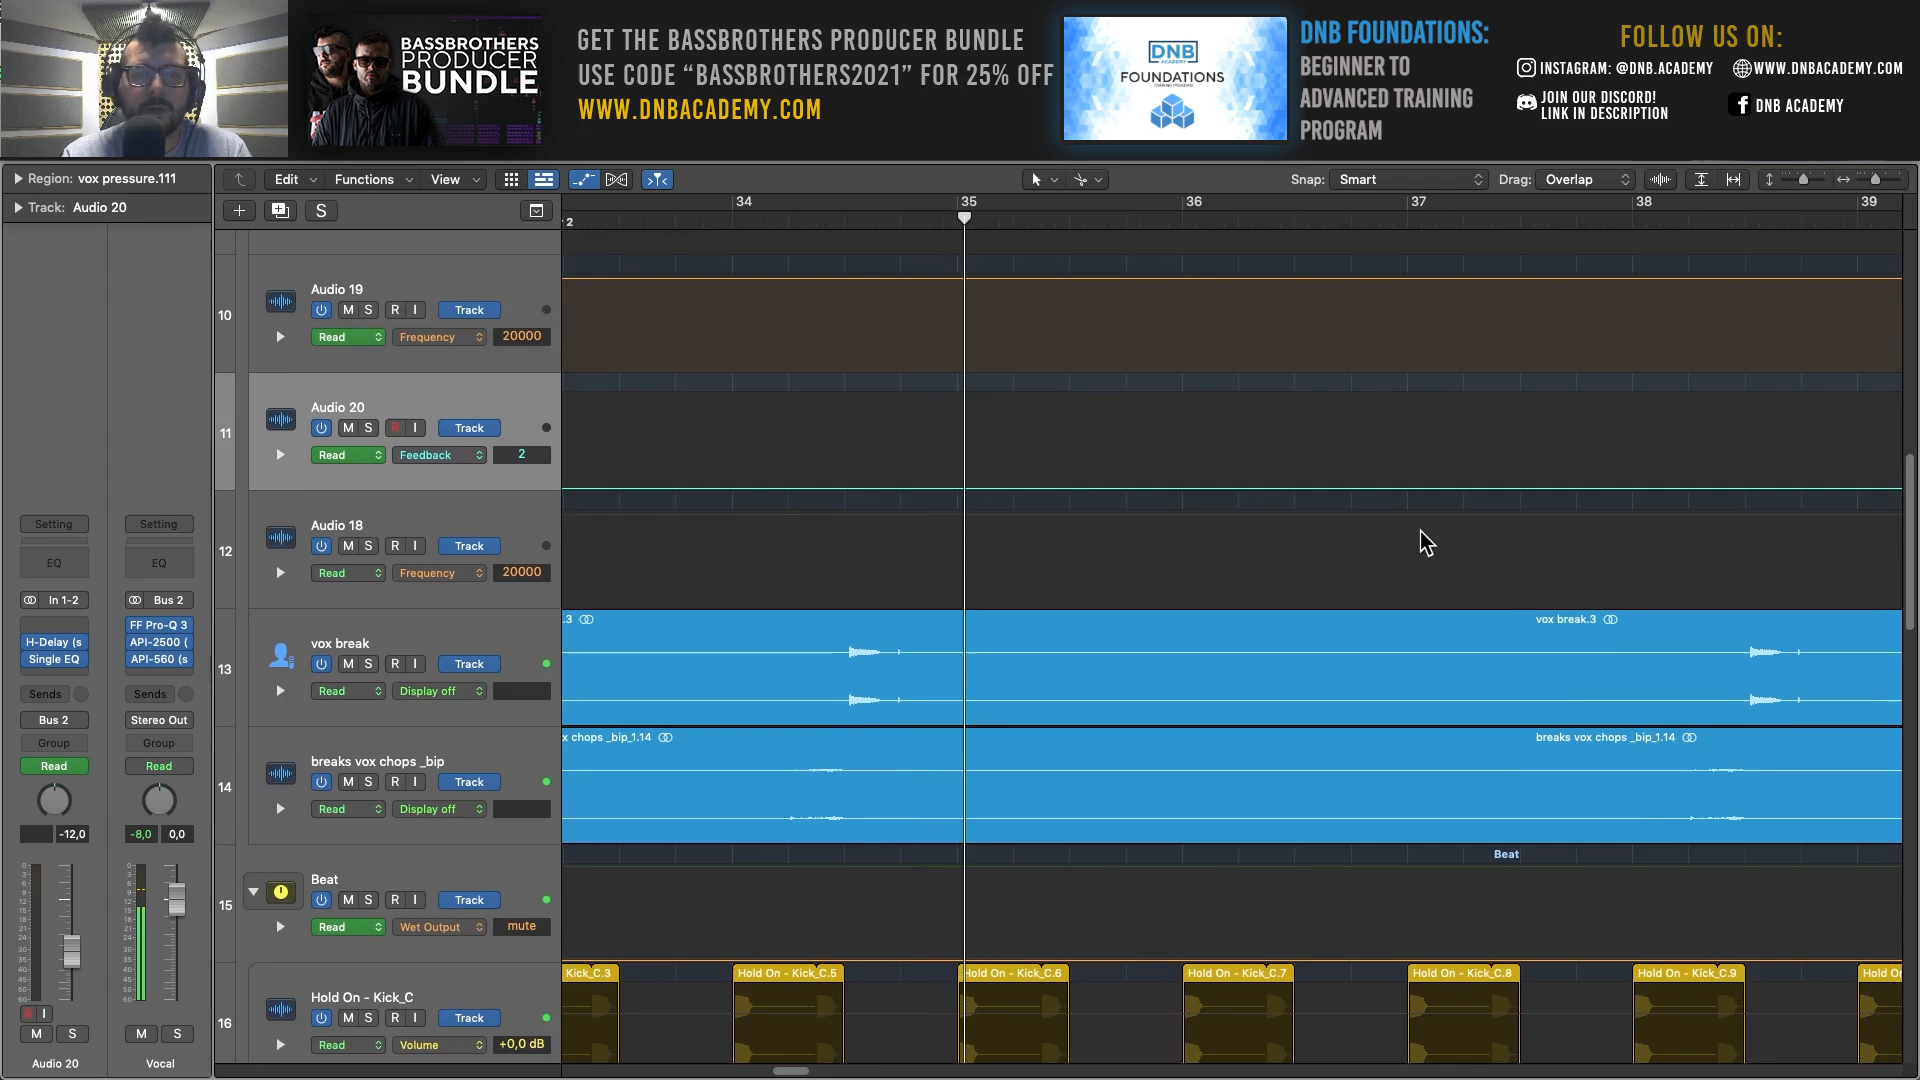 BASSBROTHERS
PRODUCER
BUNDLE
GET THE BASSBROTHERS PRODUCER BUNDLE
USE CODE “BASSBROTHERS2021” FOR 25% OFF
WWW.DNBACADEMY.COM
DNB
ACADEMY
FOUNDATIONS
DNB FOUNDATIONS:
BEGINNER TO
ADVANCED TRAINING
PROGRAM
FOLLOW US ON:
INSTAGRAM: @DNB.ACADEMY
WWW.DNBACADEMY.COM
JOIN OUR DISCORD!
LINK IN DESCRIPTION
DNB ACADEMY
Region: vox pressure.111
Track: Audio 20
Edit Functions View
Snap: Smart Drag: Overlap
S
34 35 36 37 38 39
2
10
Audio 19
M S R I Track
Read Frequency 20000
11
Audio 20
M S R I Track
Read Feedback 2
12
Audio 18
M S R I Track
Read Frequency 20000
13
vox break
M S R I Track
Read Display off
.3
vox break.3
14
breaks vox chops _bip
M S R I Track
Read Display off
x chops _bip_1.14
breaks vox chops _bip_1.14
15
Beat
M S R I Track
Read Wet Output mute
Beat
16
Hold On - Kick_C
M S R I Track
Read Volume +0,0 dB
Kick_C.3
Hold On - Kick_C.5
Hold On - Kick_C.6
Hold On - Kick_C.7
Hold On - Kick_C.8
Hold On - Kick_C.9
Hold Or
Setting Setting
EQ EQ
In 1-2 Bus 2
FF Pro-Q 3
H-Delay (s API-2500 (
Single EQ API-560 (s
Sends Sends
Bus 2 Stereo Out
Group Group
Read Read
-12,0 -8,0 0,0
R I
M S M S
Audio 20 Vocal